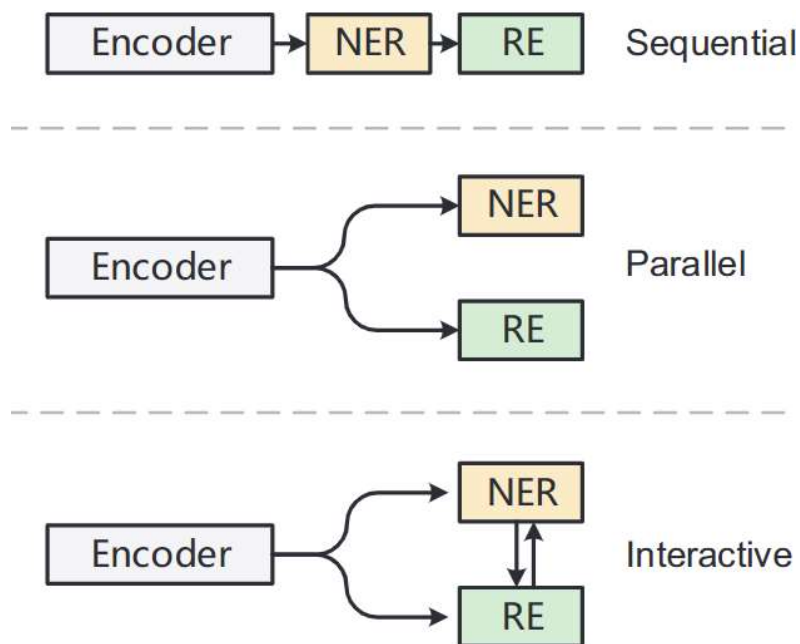 Encoder NER RE Sequential
NER
Encoder Parallel
RE
NER
Encoder Interactive
RE